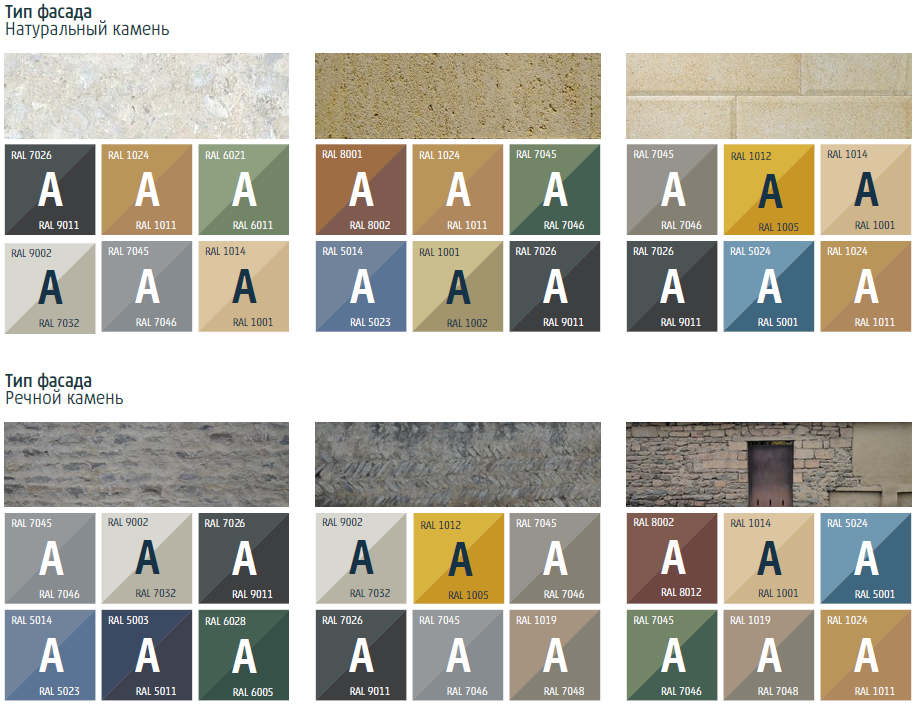 Тип фасада
Натуральный камень
RAL 7026 RAL 1024 RAL 6021 RAL 8001 RAL 1024 RAL 7045 RAL 7045 RAL 1012 RAL 1014
A A A A A A A A A
RAL 9011 RAL 1011 RAL 6011 RAL 8002 RAL 1011 RAL 7046 RAL 7046 RAL 1005 RAL 1001
RAL 9002 RAL 7045 RAL 1014 RAL 5014 RAL 1001 RAL 7026 RAL 7026 RAL 5024 RAL 1024
A A A A A A A A A
RAL 7032 RAL 7046 RAL 1001 RAL 5023 RAL 1002 RAL 9011 RAL 9011 RAL 5001 RAL 1011
Тип фасада
Речной камень
RAL 7045 RAL 9002 RAL 7026 RAL 9002 RAL 1012 RAL 7045 RAL 8002 RAL 1014 RAL 5024
A A A A A A A A A
RAL 7046 RAL 7032 RAL 9011 RAL 7032 RAL 1005 RAL 7046 RAL 8012 RAL 1001 RAL 5001
RAL 5014 RAL 5003 RAL 6028 RAL 7026 RAL 7045 RAL 1019 RAL 7045 RAL 1019 RAL 1024
A A A A A A A A A
RAL 5023 RAL 5011 RAL 6005 RAL 9011 RAL 7046 RAL 7048 RAL 7046 RAL 7048 RAL 1011